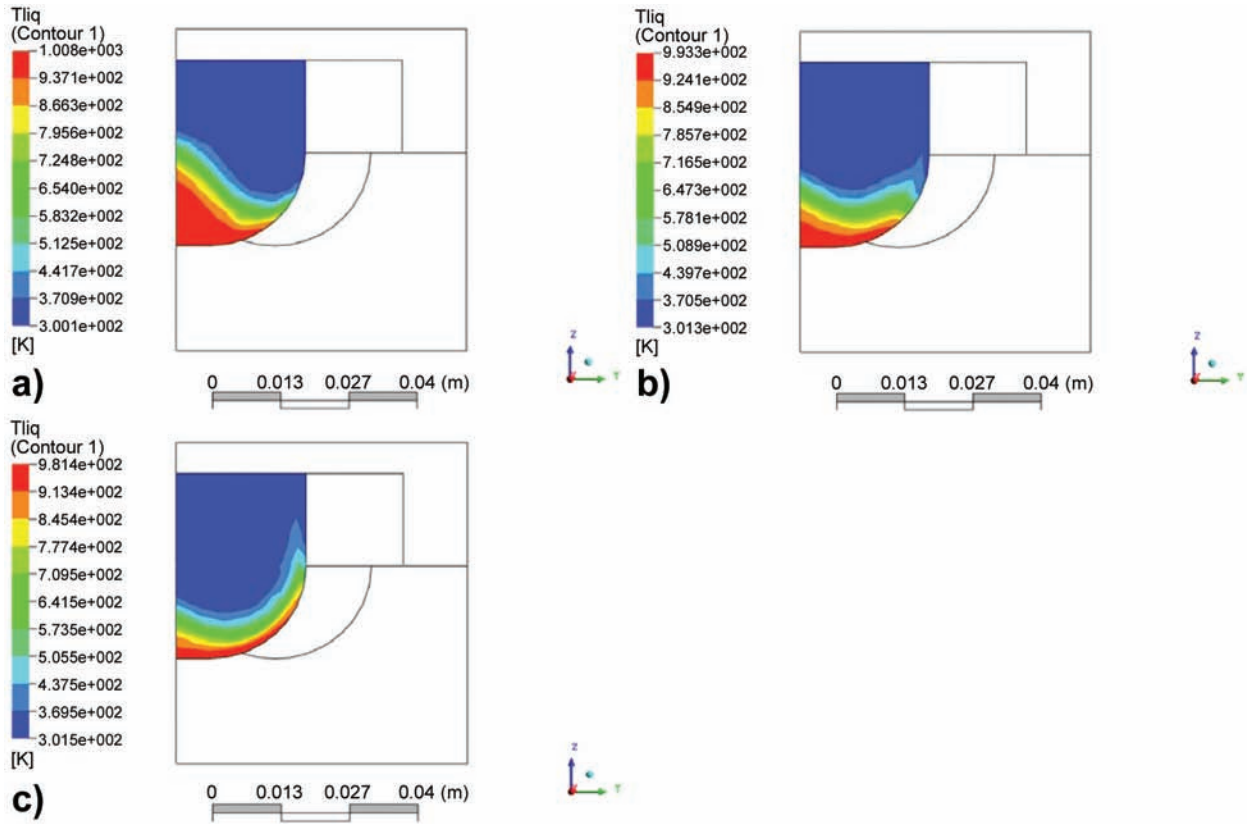 Tliq
(Contour 1)
1.008e+003
9.371e+002
8.663e+002
7.956e+002
7.248e+002
6.540e+002
5.832e+002
5.125e+002
4.417e+002
3.709e+002
3.001e+002
[K]
a)
0 0.013 0.027 0.04 (m)
Z
Y
Tliq
(Contour 1)
9.933e+002
9.241e+002
8.549e+002
7.857e+002
7.165e+002
6.473e+002
5.781e+002
5.089e+002
4.397e+002
3.705e+002
3.013e+002
[K]
b)
0 0.013 0.027 0.04 (m)
Z
Y
Tliq
(Contour 1)
9.814e+002
9.134e+002
8.454e+002
7.774e+002
7.095e+002
6.415e+002
5.735e+002
5.055e+002
4.375e+002
3.695e+002
3.015e+002
[K]
c)
0 0.013 0.027 0.04 (m)
Z
Y